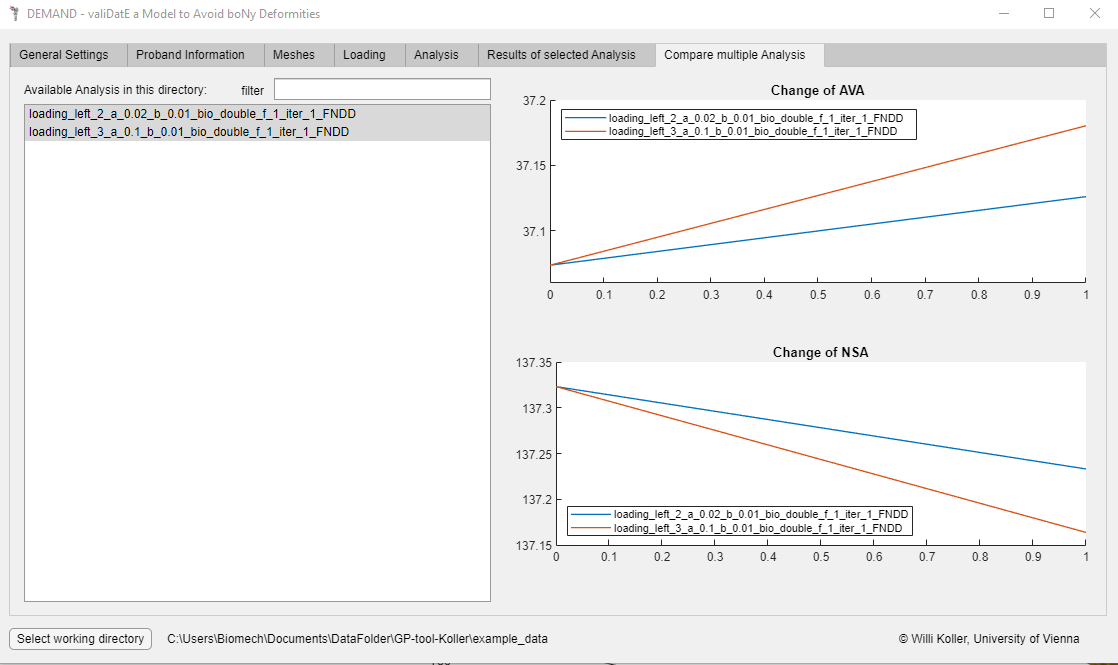 DEMAND - valiDatE a Model to Avoid boNy Deformities
General Settings
Proband Information
Meshes
Loading
Analysis
Results of selected Analysis
Compare multiple Analysis
Available Analysis in this directory:
filter
loading_left_2_a_0.02_b_0.01_bio_double_f_1_iter_1_FNDD
loading_left_3_a_0.1_b_0.01_bio_double_f_1_iter_1_FNDD
Change of AVA
37.2
37.15
37.1
loading_left_2_a_0.02_b_0.01_bio_double_f_1_iter_1_FNDD
loading_left_3_a_0.1_b_0.01_bio_double_f_1_iter_1_FNDD
0 0.1 0.2 0.3 0.4 0.5 0.6 0.7 0.8 0.9 1
Change of NSA
137.35
137.3
137.25
137.2
137.15
loading_left_2_a_0.02_b_0.01_bio_double_f_1_iter_1_FNDD
loading_left_3_a_0.1_b_0.01_bio_double_f_1_iter_1_FNDD
0 0.1 0.2 0.3 0.4 0.5 0.6 0.7 0.8 0.9 1
Select working directory
C:\Users\Biomech\Documents\DataFolder\GP-tool-Koller\example_data
© Willi Koller, University of Vienna